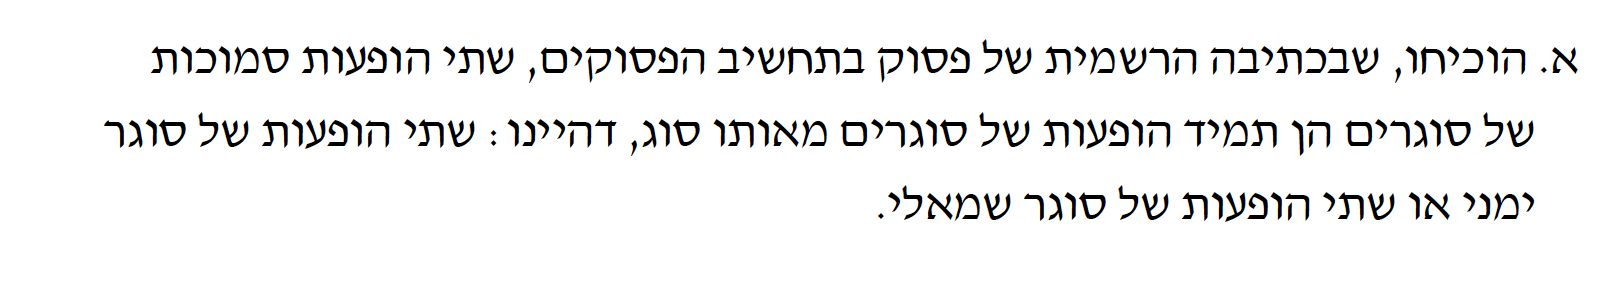 א. הוכיחו, שבכתיבה הרשמית של פסוק בתחשיב הפסוקים, שתי הופעות סמוכות
של סוגרים הן תמיד הופעות של סוגרים מאותו סוג, דהיינו: שתי הופעות של סוגר
ימני או שתי הופעות של סוגר שמאלי.